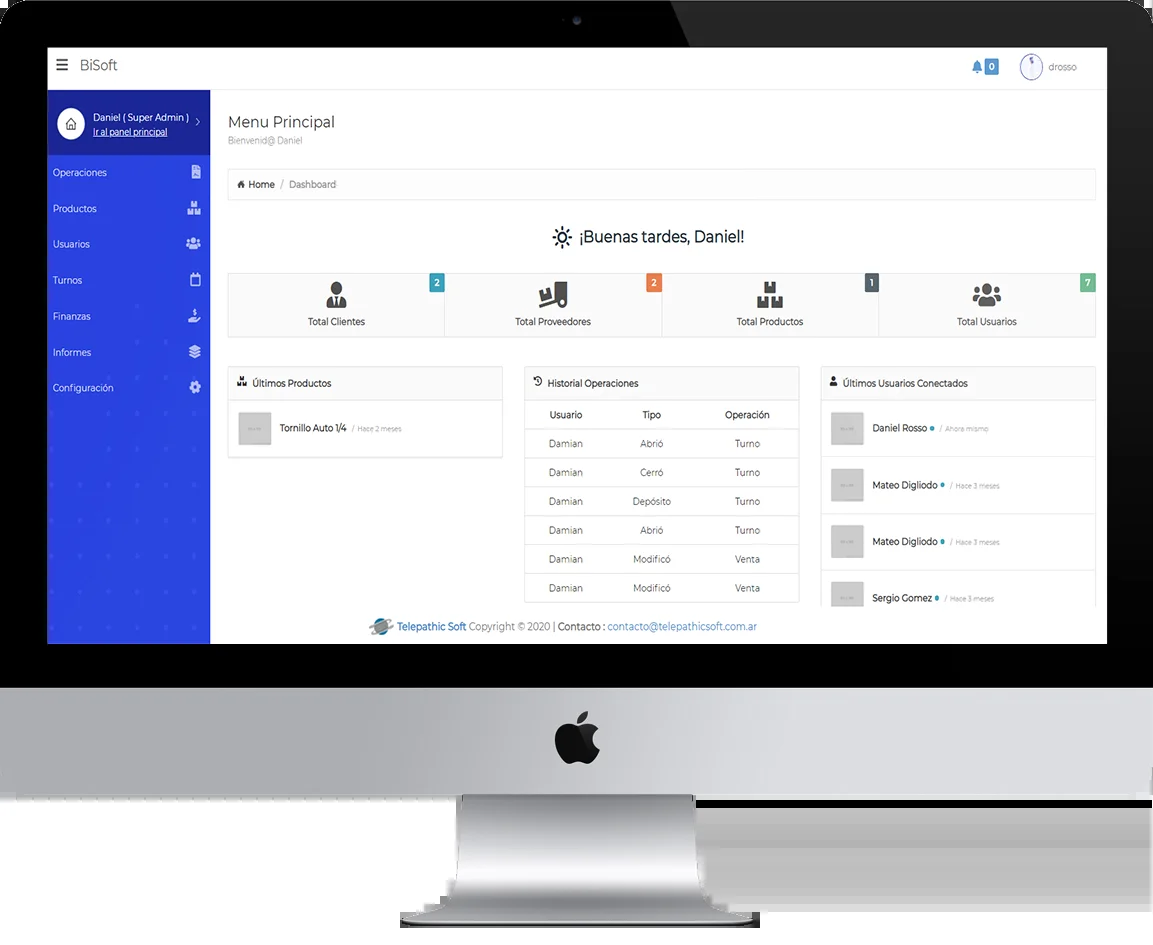 BiSoft
0
drosso
Daniel ( Super Admin )
Ir al panel principal
Operaciones
Productos
Usuarios
Turnos
Finanzas
Informes
Configuración
Menu Principal
Bienvenid@ Daniel
Home / Dashboard
¡Buenas tardes, Daniel!
2
Total Clientes
2
Total Proveedores
1
Total Productos
7
Total Usuarios
Últimos Productos
Tornillo Auto 1/4 / Hace 2 meses
Historial Operaciones
Usuario Tipo Operación
Damian Abrió Turno
Damian Cerró Turno
Damian Depósito Turno
Damian Abrió Turno
Damian Modificó Venta
Damian Modificó Venta
Últimos Usuarios Conectados
Daniel Rosso / Ahora mismo
Mateo Digliodo / Hace 3 meses
Mateo Digliodo / Hace 3 meses
Sergio Gomez / Hace 3 meses
Telepathic Soft Copyright © 2020 | Contacto : contacto@telepathicsoft.com.ar